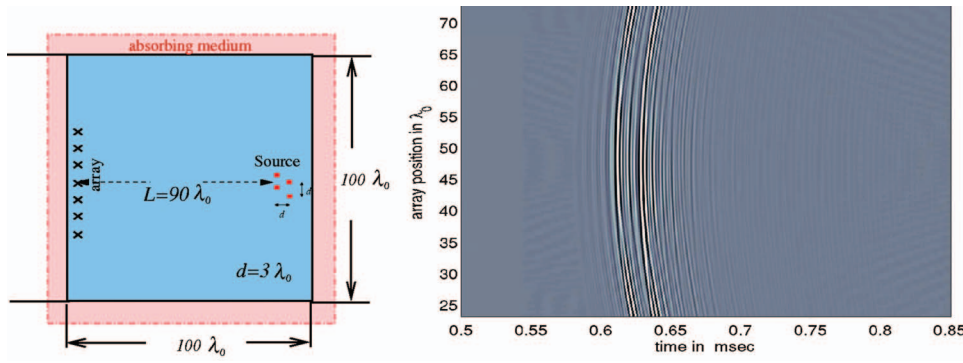 absorbing medium
array
Source
L=90 λ₀
d
d
d=3 λ₀
100 λ₀
100 λ₀
array position in λ₀
70
65
60
55
50
45
40
35
30
25
0.5
0.55
0.6
0.65
0.7
0.75
0.8
0.85
time in msec